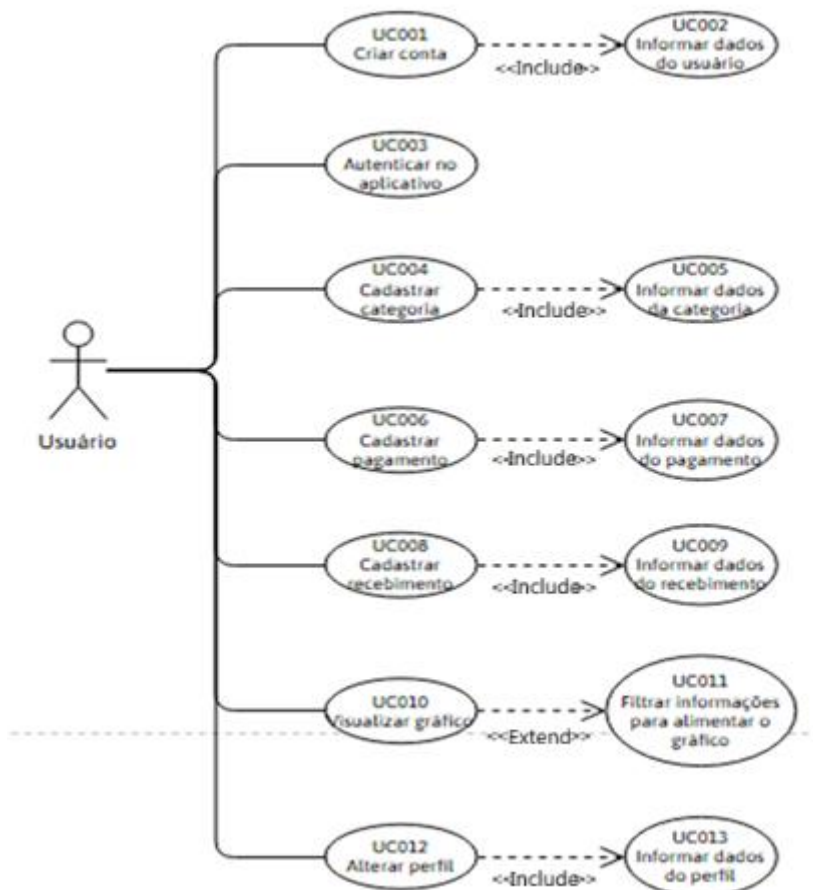 UC001
Criar conta
<<Include>>
UC002
Informar dados
do usuário
UC003
Autenticar no
aplicativo
UC004
Cadastrar
categoria
<<Include>>
UC005
Informar dados
da categoria
Usuário
UC006
Cadastrar
pagamento
<<Include>>
UC007
Informar dados
do pagamento
UC008
Cadastrar
recebimento
<<Include>>
UC009
Informar dados
do recebimento
UC010
Visualizar gráfico
<<Extend>>
UC011
Filtrar informações
para alimentar o
gráfico
UC012
Alterar perfil
<<Include>>
UC013
Informar dados
do perfil